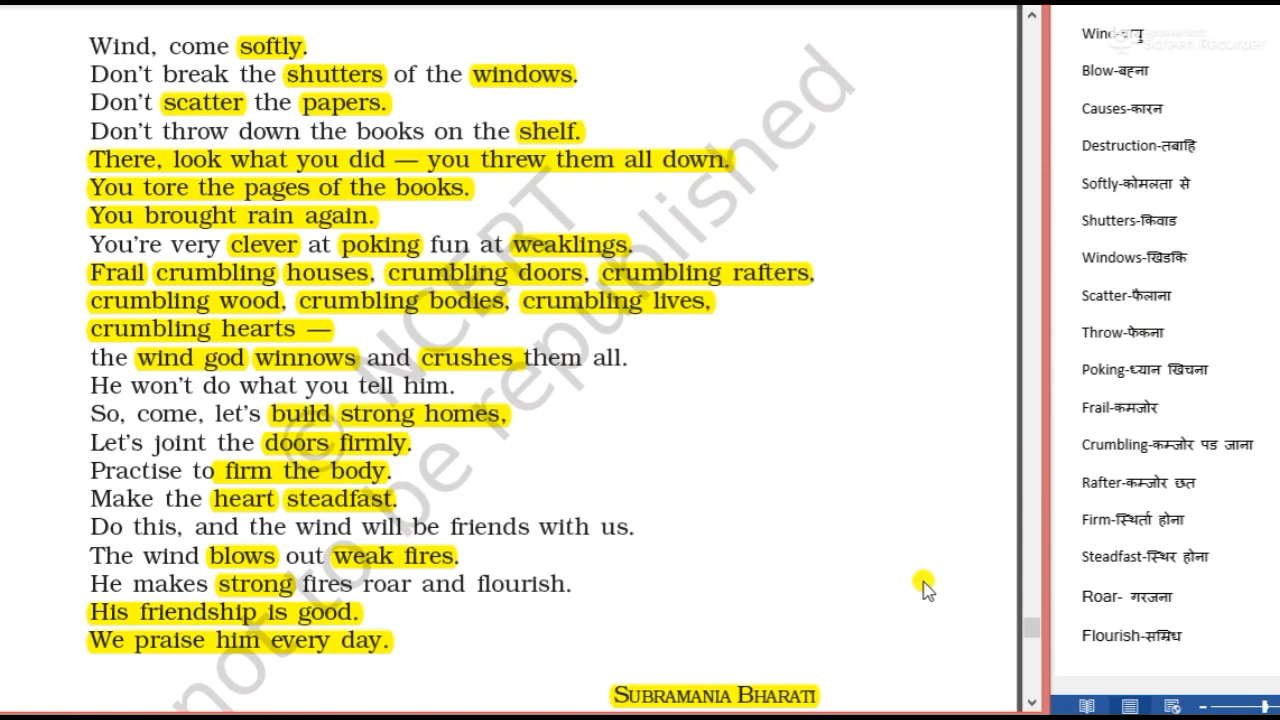 Wind, come softly.
Don't break the shutters of the windows.
Don't scatter the papers.
Don't throw down the books on the shelf.
There, look what you did — you threw them all down.
You tore the pages of the books.
You brought rain again.
You're very clever at poking fun at weaklings.
Frail crumbling houses, crumbling doors, crumbling rafters,
crumbling wood, crumbling bodies, crumbling lives,
crumbling hearts —
the wind god winnows and crushes them all.
He won't do what you tell him.
So, come, let's build strong homes,
Let's joint the doors firmly.
Practise to firm the body.
Make the heart steadfast.
Do this, and the wind will be friends with us.
The wind blows out weak fires.
He makes strong fires roar and flourish.
His friendship is good.
We praise him every day.
SUBRAMANIA BHARATI
© NCERT
not to be republished
Wind-वायु
Blow-बहना
Causes-कारन
Destruction-तबाहि
Softly-कोमलता से
Shutters-किवाड
Windows-खिडकि
Scatter-फैलाना
Throw-फेकना
Poking-ध्यान खिचना
Frail-कमजोर
Crumbling-कम्जोर पड जाना
Rafter-कम्जोर छत
Firm-स्थिर्ता होना
Steadfast-स्थिर होना
Roar- गरजना
Flourish-समिध
Screen Recorder